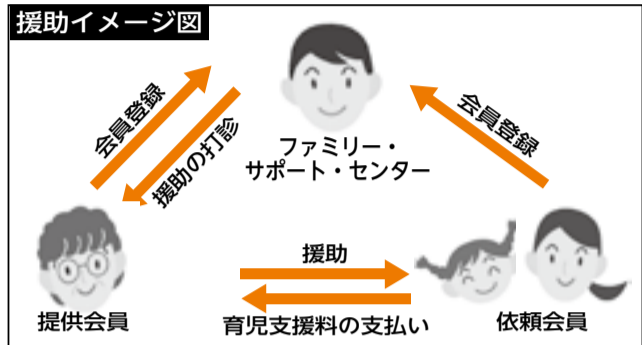 援助イメージ図
会員登録
援助の打診
ファミリー・
サポート・センター
会員登録
援助
育児支援料の支払い
提供会員
依頼会員